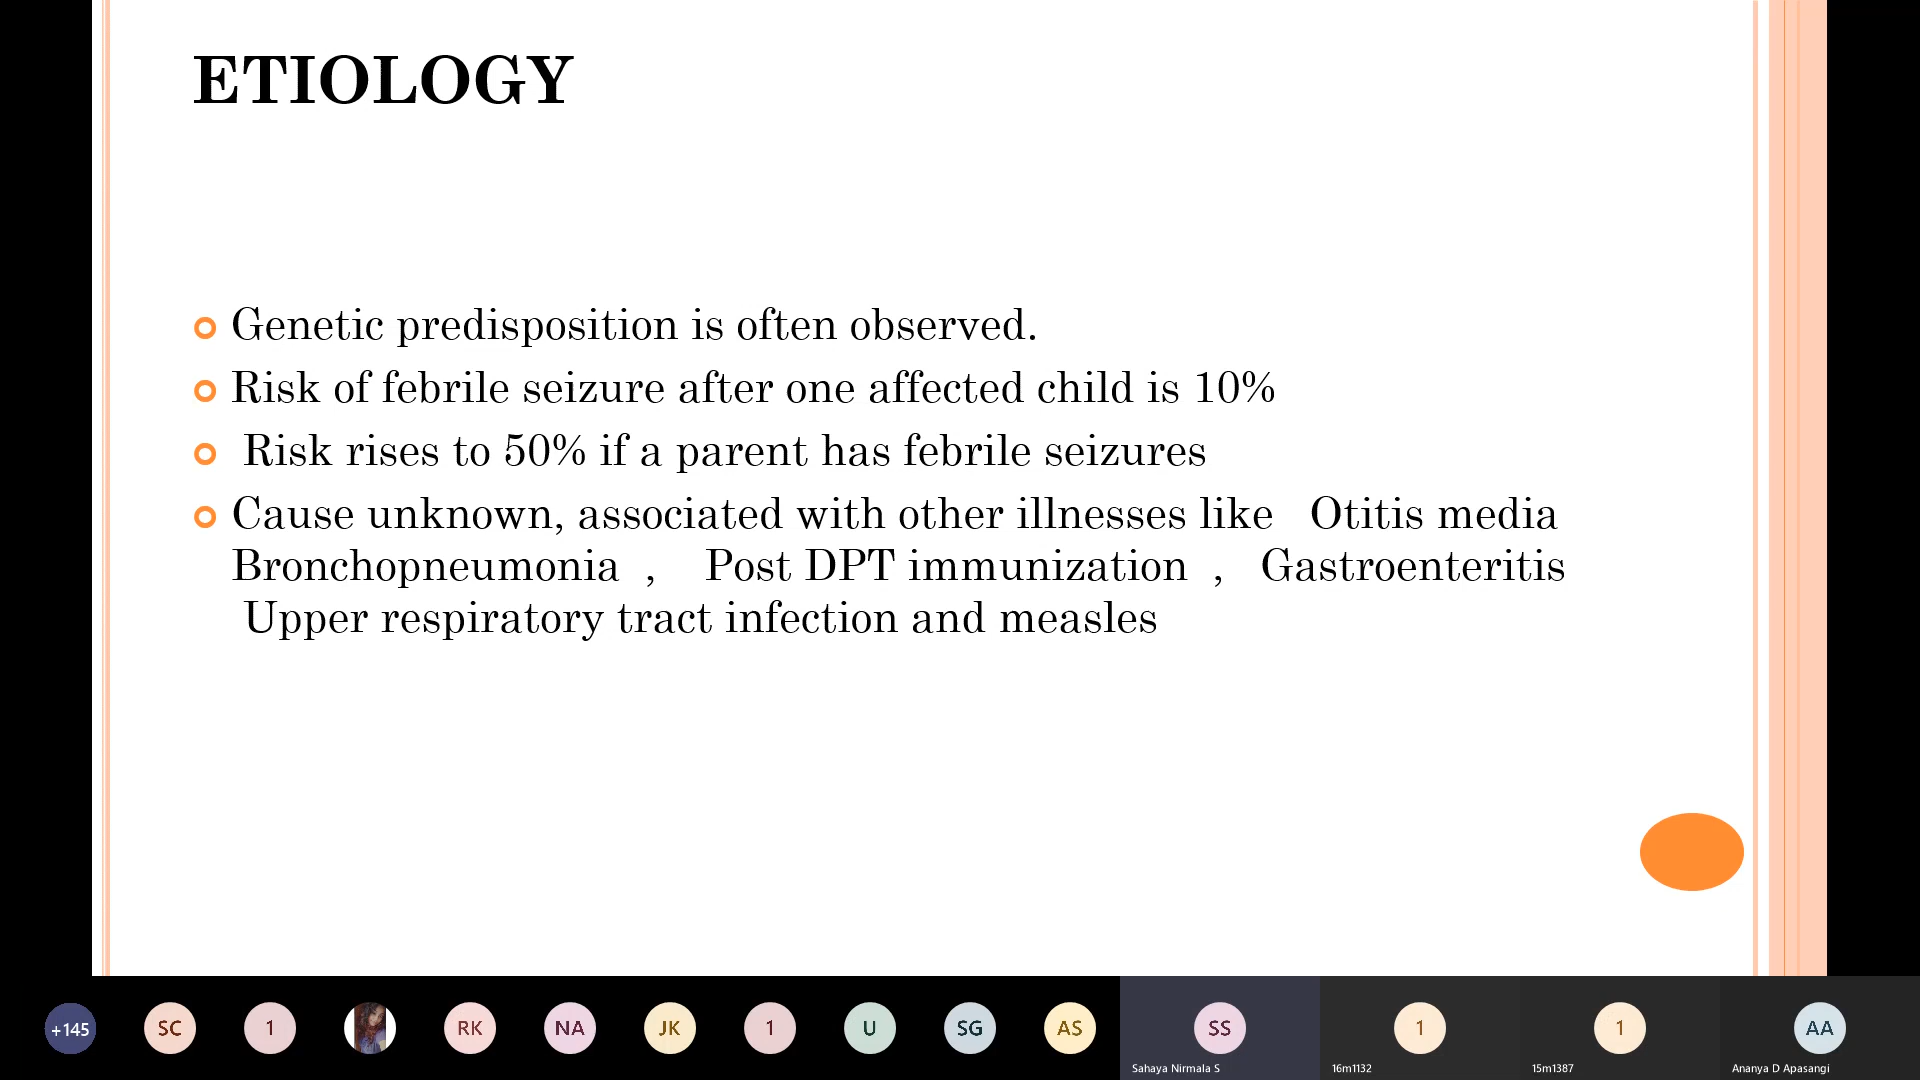 ETIOLOGY
Genetic predisposition is often observed.
Risk of febrile seizure after one affected child is 10%
Risk rises to 50% if a parent has febrile seizures
Cause unknown, associated with other illnesses like Otitis media
Bronchopneumonia , Post DPT immunization , Gastroenteritis
Upper respiratory tract infection and measles
+145 SC 1 RK NA JK 1 U SG AS SS 1 1 AA
Sahaya Nirmala S 16m1132 15m1387 Ananya D Apasangi